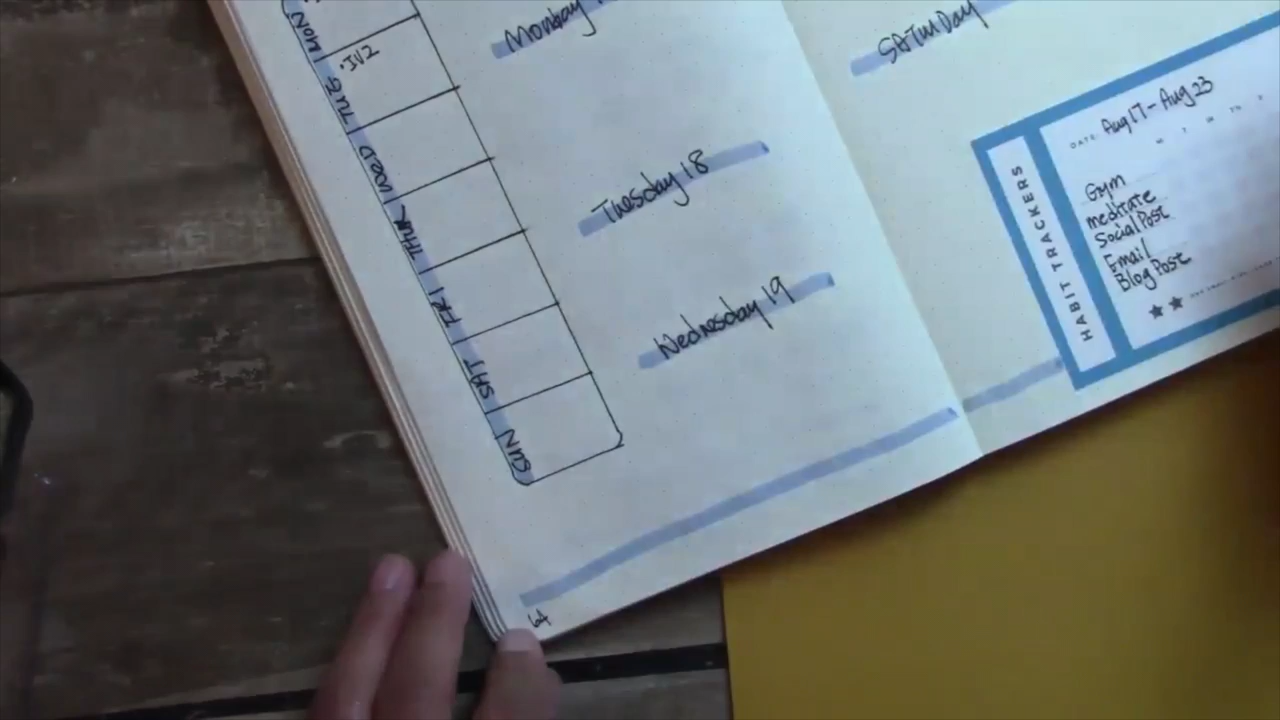 MON
TUE
WED
THUR
FRI
SAT
SUN
Monday
Tuesday 18
Wednesday 19
64
SATURDay
HABIT TRACKERS
DATE: Aug 17 - Aug 23
Gym
meditate
Social Post
Email
Blog Post